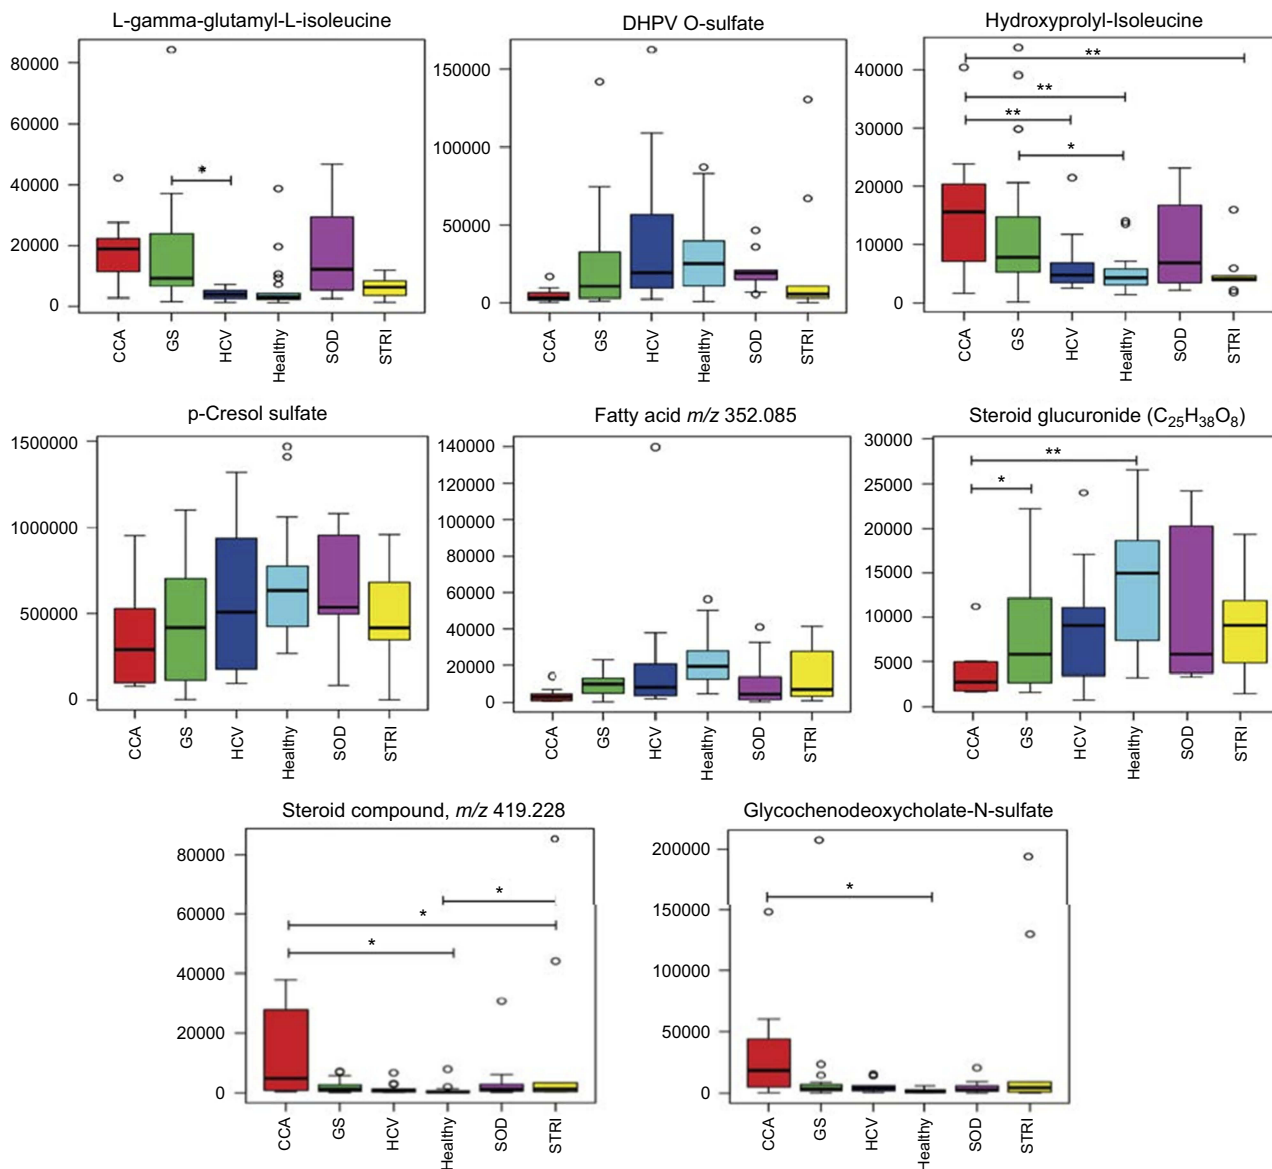 L-gamma-glutamyl-L-isoleucine
80000
60000
40000
20000
0
*
CCA
GS
HCV
Healthy
SOD
STRI
DHPV O-sulfate
150000
100000
50000
0
CCA
GS
HCV
Healthy
SOD
STRI
Hydroxyprolyl-Isoleucine
40000
30000
20000
10000
0
**
**
**
*
CCA
GS
HCV
Healthy
SOD
STRI
p-Cresol sulfate
1500000
1000000
500000
0
CCA
GS
HCV
Healthy
SOD
STRI
Fatty acid m/z 352.085
140000
120000
100000
80000
60000
40000
20000
0
CCA
GS
HCV
Healthy
SOD
STRI
Steroid glucuronide (C₂₅H₃₈O₈)
30000
25000
20000
15000
10000
5000
0
**
*
CCA
GS
HCV
Healthy
SOD
STRI
Steroid compound, m/z 419.228
80000
60000
40000
20000
0
*
*
*
CCA
GS
HCV
Healthy
SOD
STRI
Glycochenodeoxycholate-N-sulfate
200000
150000
100000
50000
0
*
CCA
GS
HCV
Healthy
SOD
STRI